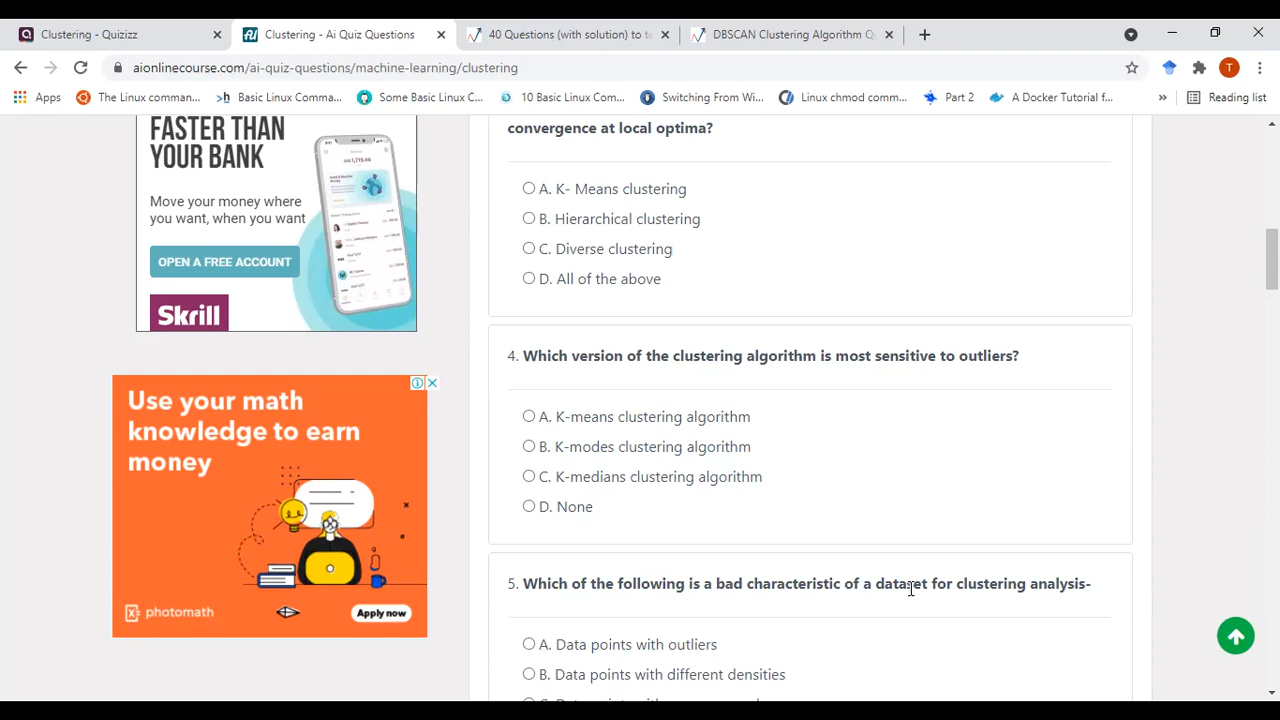 Clustering - Quizizz
Clustering - Ai Quiz Questions
40 Questions (with solution) to te
DBSCAN Clustering Algorithm Q
aionlinecourse.com/ai-quiz-questions/machine-learning/clustering
T
Apps
The Linux comman...
Basic Linux Comma...
Some Basic Linux C...
10 Basic Linux Com...
Switching From Wi...
Linux chmod comm...
Part 2
A Docker Tutorial f...
»
Reading list
FASTER THAN
YOUR BANK
Move your money where
you want, when you want
OPEN A FREE ACCOUNT
Skrill
Use your math
knowledge to earn
money
photomath
Apply now
convergence at local optima?
A. K- Means clustering
B. Hierarchical clustering
C. Diverse clustering
D. All of the above
4. Which version of the clustering algorithm is most sensitive to outliers?
A. K-means clustering algorithm
B. K-modes clustering algorithm
C. K-medians clustering algorithm
D. None
5. Which of the following is a bad characteristic of a dataset for clustering analysis-
A. Data points with outliers
B. Data points with different densities